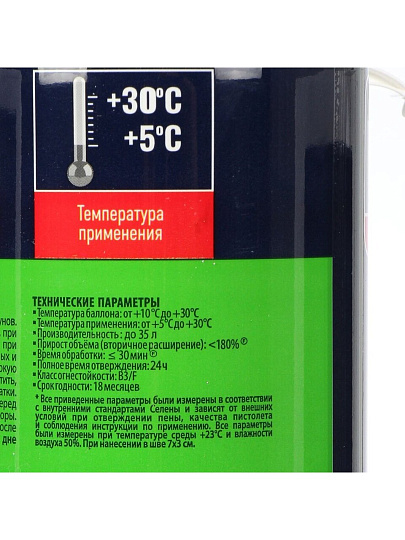 +30°C
+5°C
Температура
применения
ТЕХНИЧЕСКИЕ ПАРАМЕТРЫ
• Температура баллона: от +10°С до +30°С
• Температура применения: от +5°С до +30°С
• Производительность: до 35 л
• Прирост объёма (вторичное расширение): <180% Ⓟ
• Время обработки: ≤ 30 мин Ⓟ
• Полное время отверждения: 24 ч
• Класс огнестойкости: B3/F
• Срок годности: 18 месяцев
* Все приведенные параметры были измерены в соответствии
с внутренними стандартами Селены и зависят от внешних
условий при отверждении пены, качества пистолета
и соблюдения инструкции по применению. Все параметры
были измерены при температуре среды +23°С и влажности
воздуха 50%. При нанесении в шве 7x3 см.